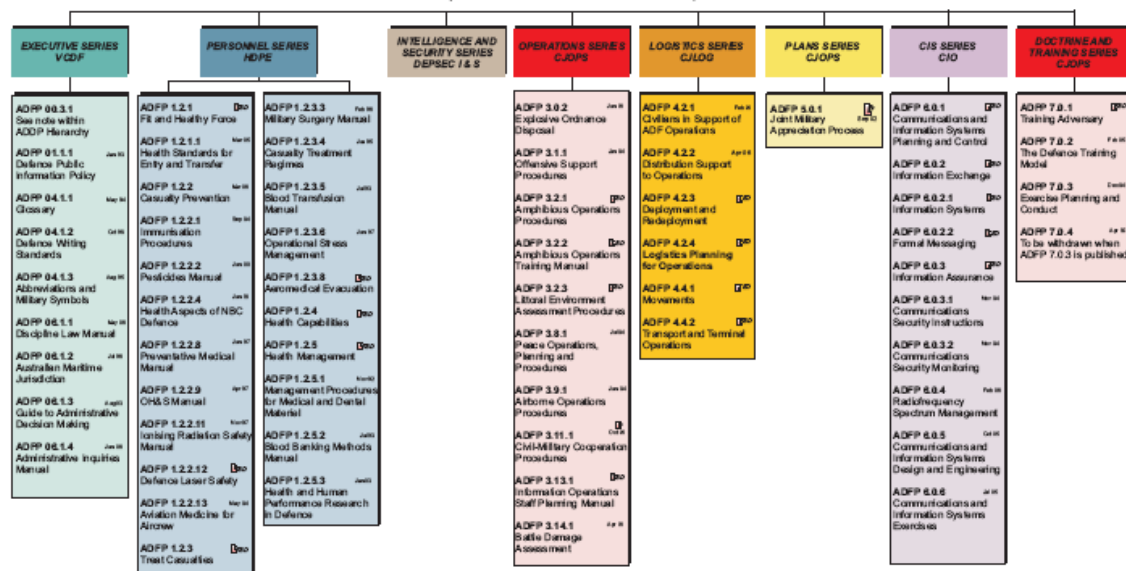 EXECUTIVE SERIES
VCDF
ADFP 00.3.1
See note within
ADDP Hierarchy
ADFP 01.1.1
Defence Public
Information Policy
ADFP 04.1.1
Glossary
ADFP 04.1.2
Defence Writing
Standards
ADFP 04.1.3
Abbreviations and
Military Symbols
ADFP 06.1.1
Discipline Law Manual
ADFP 06.1.2
Australian Maritime
Jurisdiction
ADFP 06.1.3
Guide to Administrative
Decision Making
ADFP 06.1.4
Administrative Inquiries
Manual
PERSONNEL SERIES
HDPE
ADFP 1.2.1
Fit and Healthy Force
ADFP 1.2.1.1
Health Standards for
Entry and Transfer
ADFP 1.2.2
Casualty Prevention
ADFP 1.2.2.1
Immunisation
Procedures
ADFP 1.2.2.2
Pesticides Manual
ADFP 1.2.2.4
Health Aspects of NBC
Defence
ADFP 1.2.2.8
Preventative Medical
Manual
ADFP 1.2.2.9
OH&S Manual
ADFP 1.2.2.11
Ionising Radiation Safety
Manual
ADFP 1.2.2.12
Defence Laser Safety
ADFP 1.2.2.13
Aviation Medicine for
Aircrew
ADFP 1.2.3
Treat Casualties
ADFP 1.2.3.3
Military Surgery Manual
ADFP 1.2.3.4
Casualty Treatment
Regimes
ADFP 1.2.3.5
Blood Transfusion
Manual
ADFP 1.2.3.6
Operational Stress
Management
ADFP 1.2.3.8
Aeromedical Evacuation
ADFP 1.2.4
Health Capabilities
ADFP 1.2.5
Health Management
ADFP 1.2.5.1
Management Procedures
for Medical and Dental
Materiel
ADFP 1.2.5.2
Blood Banking Methods
Manual
ADFP 1.2.5.3
Health and Human
Performance Research
in Defence
INTELLIGENCE AND
SECURITY SERIES
DEPSEC I & S
OPERATIONS SERIES
CJOPS
ADFP 3.0.2
Explosive Ordnance
Disposal
ADFP 3.1.1
Offensive Support
Procedures
ADFP 3.2.1
Amphibious Operations
Procedures
ADFP 3.2.2
Amphibious Operations
Training Manual
ADFP 3.2.3
Littoral Environment
Assessment Procedures
ADFP 3.8.1
Peace Operations,
Planning and
Procedures
ADFP 3.9.1
Airborne Operations
Procedures
ADFP 3.11.1
Civil-Military Cooperation
Procedures
ADFP 3.13.1
Information Operations
Staff Planning Manual
ADFP 3.14.1
Battle Damage
Assessment
LOGISTICS SERIES
CJLOG
ADFP 4.2.1
Civilians in Support of
ADF Operations
ADFP 4.2.2
Distribution Support
to Operations
ADFP 4.2.3
Deployment and
Redeployment
ADFP 4.2.4
Logistics Planning
for Operations
ADFP 4.4.1
Movements
ADFP 4.4.2
Transport and Terminal
Operations
PLANS SERIES
CJOPS
ADFP 5.0.1
Joint Military
Appreciation Process
CIS SERIES
CIO
ADFP 6.0.1
Communications and
Information Systems
Planning and Control
ADFP 6.0.2
Information Exchange
ADFP 6.0.2.1
Information Systems
ADFP 6.0.2.2
Formal Messaging
ADFP 6.0.3
Information Assurance
ADFP 6.0.3.1
Communications
Security Instructions
ADFP 6.0.3.2
Communications
Security Monitoring
ADFP 6.0.4
Radiofrequency
Spectrum Management
ADFP 6.0.5
Communications and
Information Systems
Design and Engineering
ADFP 6.0.6
Communications and
Information Systems
Exercises
DOCTRINE AND
TRAINING SERIES
CJOPS
ADFP 7.0.1
Training Adversary
ADFP 7.0.2
The Defence Training
Model
ADFP 7.0.3
Exercise Planning and
Conduct
ADFP 7.0.4
To be withdrawn when
ADFP 7.0.3 is published